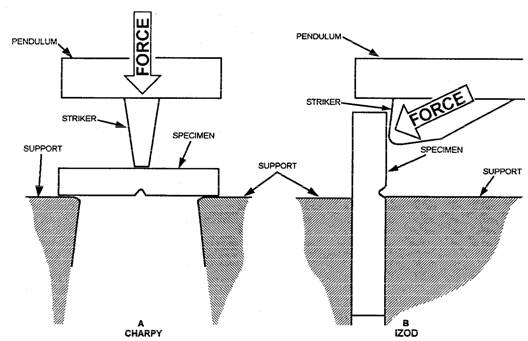 PENDULUM
FORCE
STRIKER
SPECIMEN
SUPPORT
SUPPORT
A
CHARPY
PENDULUM
STRIKER
FORCE
SPECIMEN
SUPPORT
B
IZOD